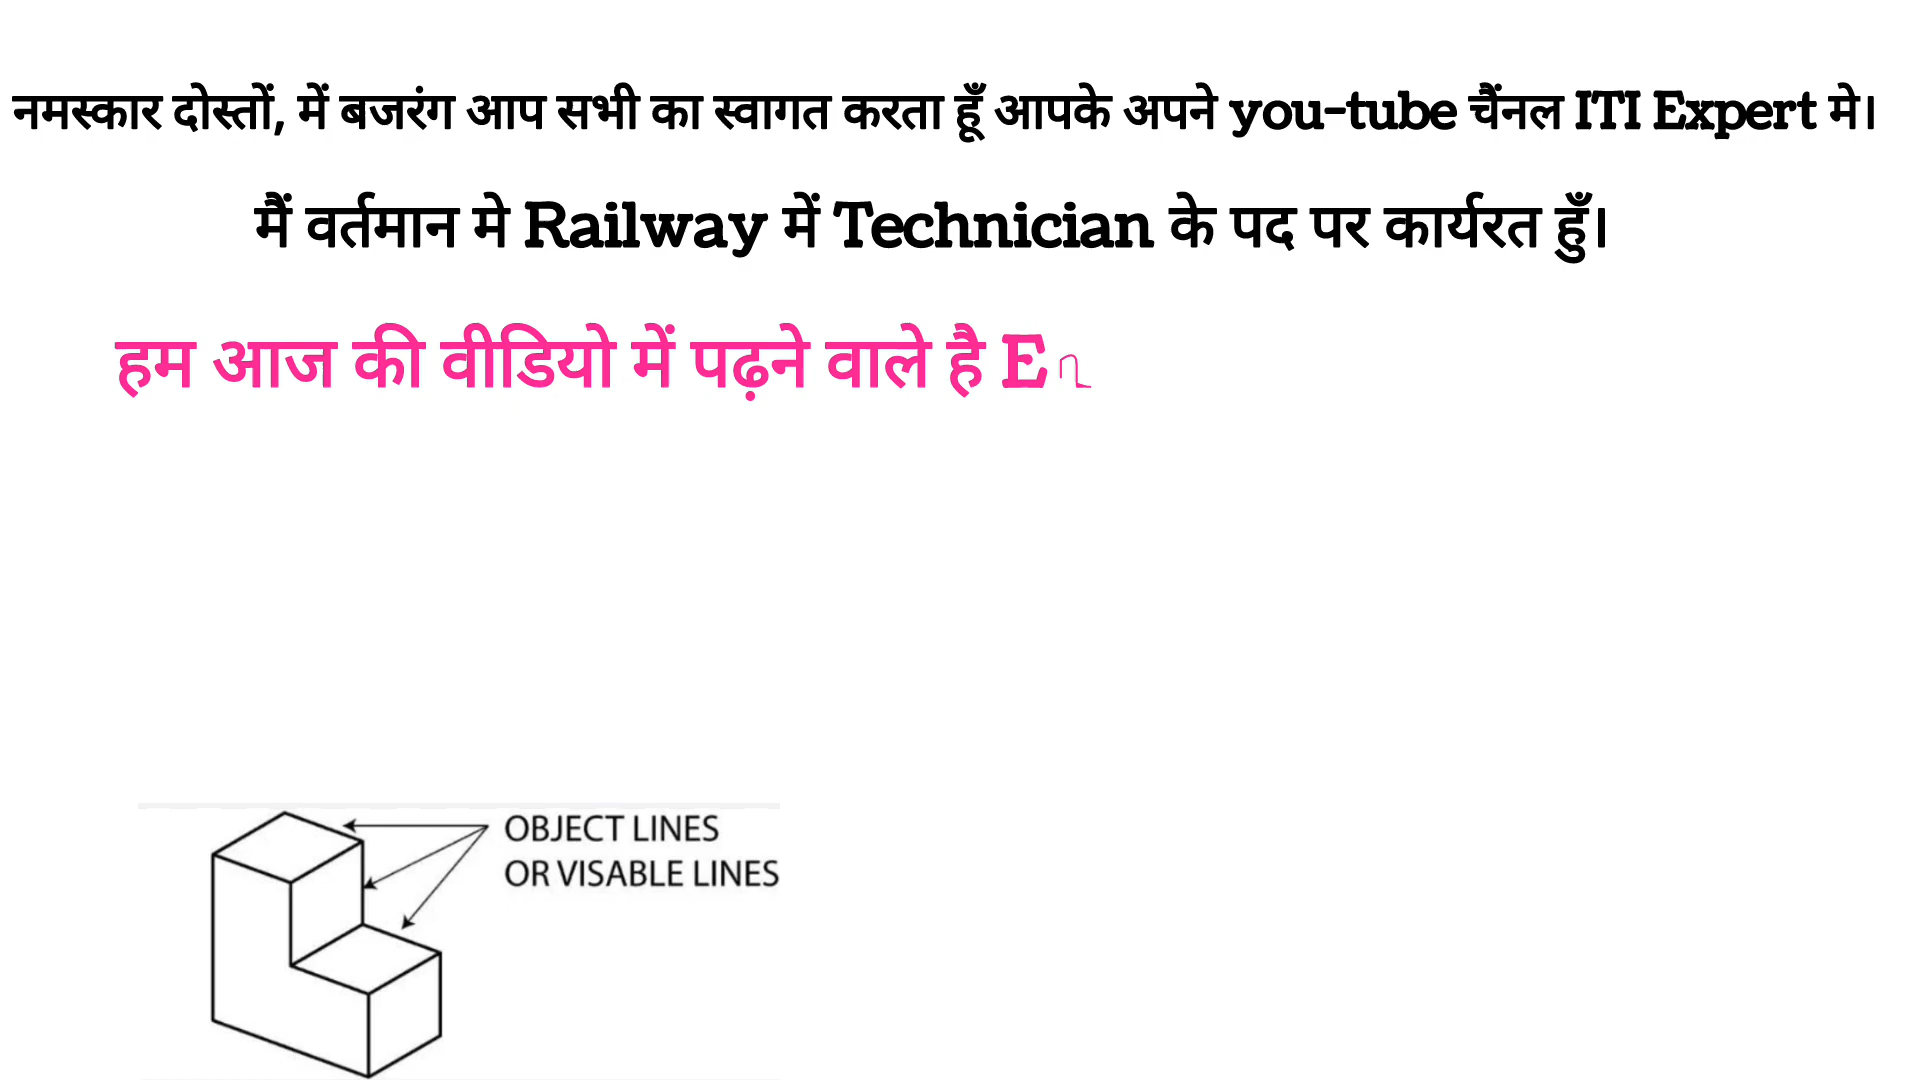 नमस्कार दोस्तों, में बजरंग आप सभी का स्वागत करता हूँ आपके अपने you-tube चैंनल ITI Expert मे।
मैं वर्तमान मे Railway में Technician के पद पर कार्यरत हुँ।
हम आज की वीडियो में पढ़ने वाले है
OBJECT LINES
OR VISABLE LINES